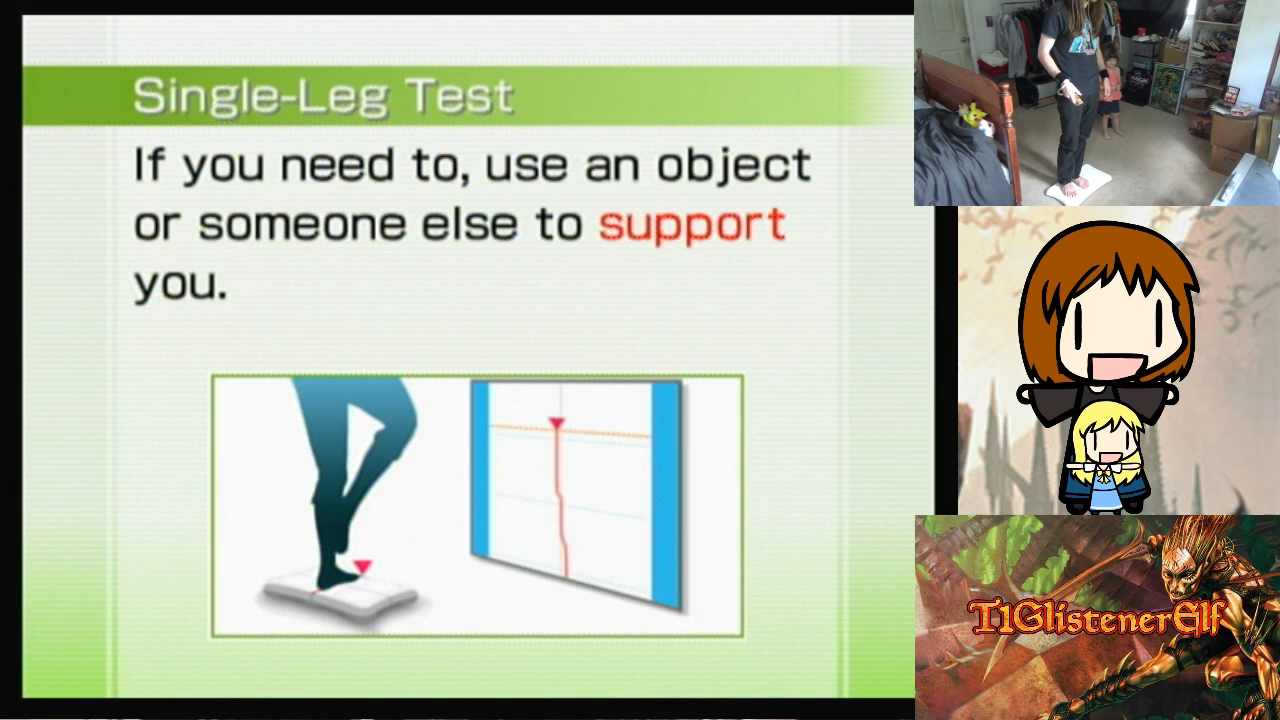 Single-Leg Test
If you need to, use an object
or someone else to support
you.
T1GlistenerElf